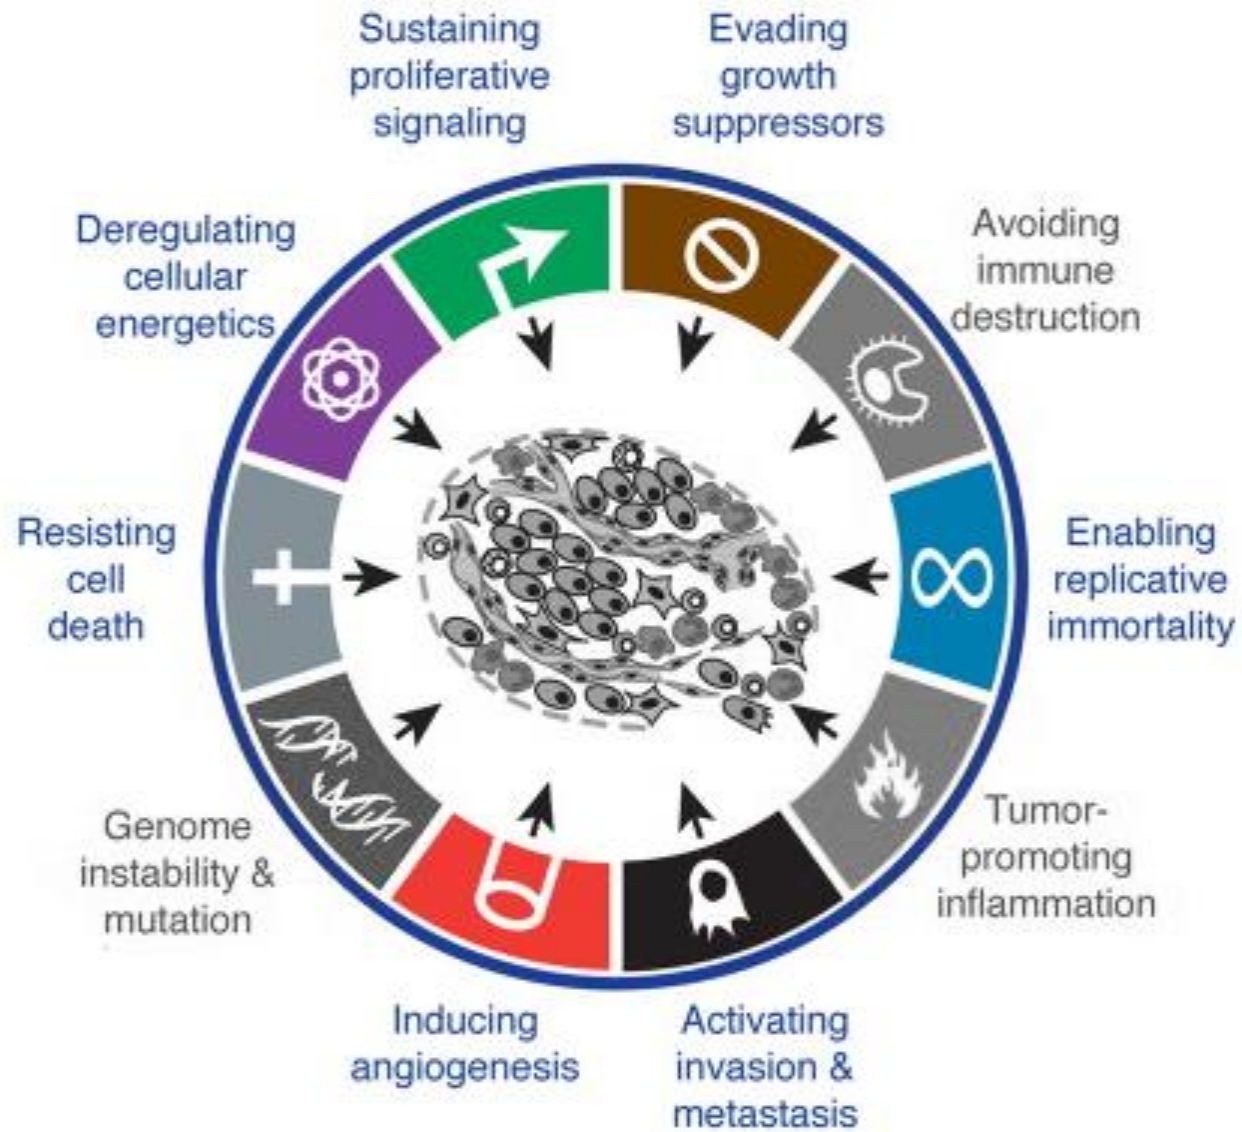 Sustaining
proliferative
signaling
Evading
growth
suppressors
Avoiding
immune
destruction
Enabling
replicative
immortality
Tumor-
promoting
inflammation
Activating
invasion &
metastasis
Inducing
angiogenesis
Genome
instability &
mutation
Resisting
cell
death
Deregulating
cellular
energetics